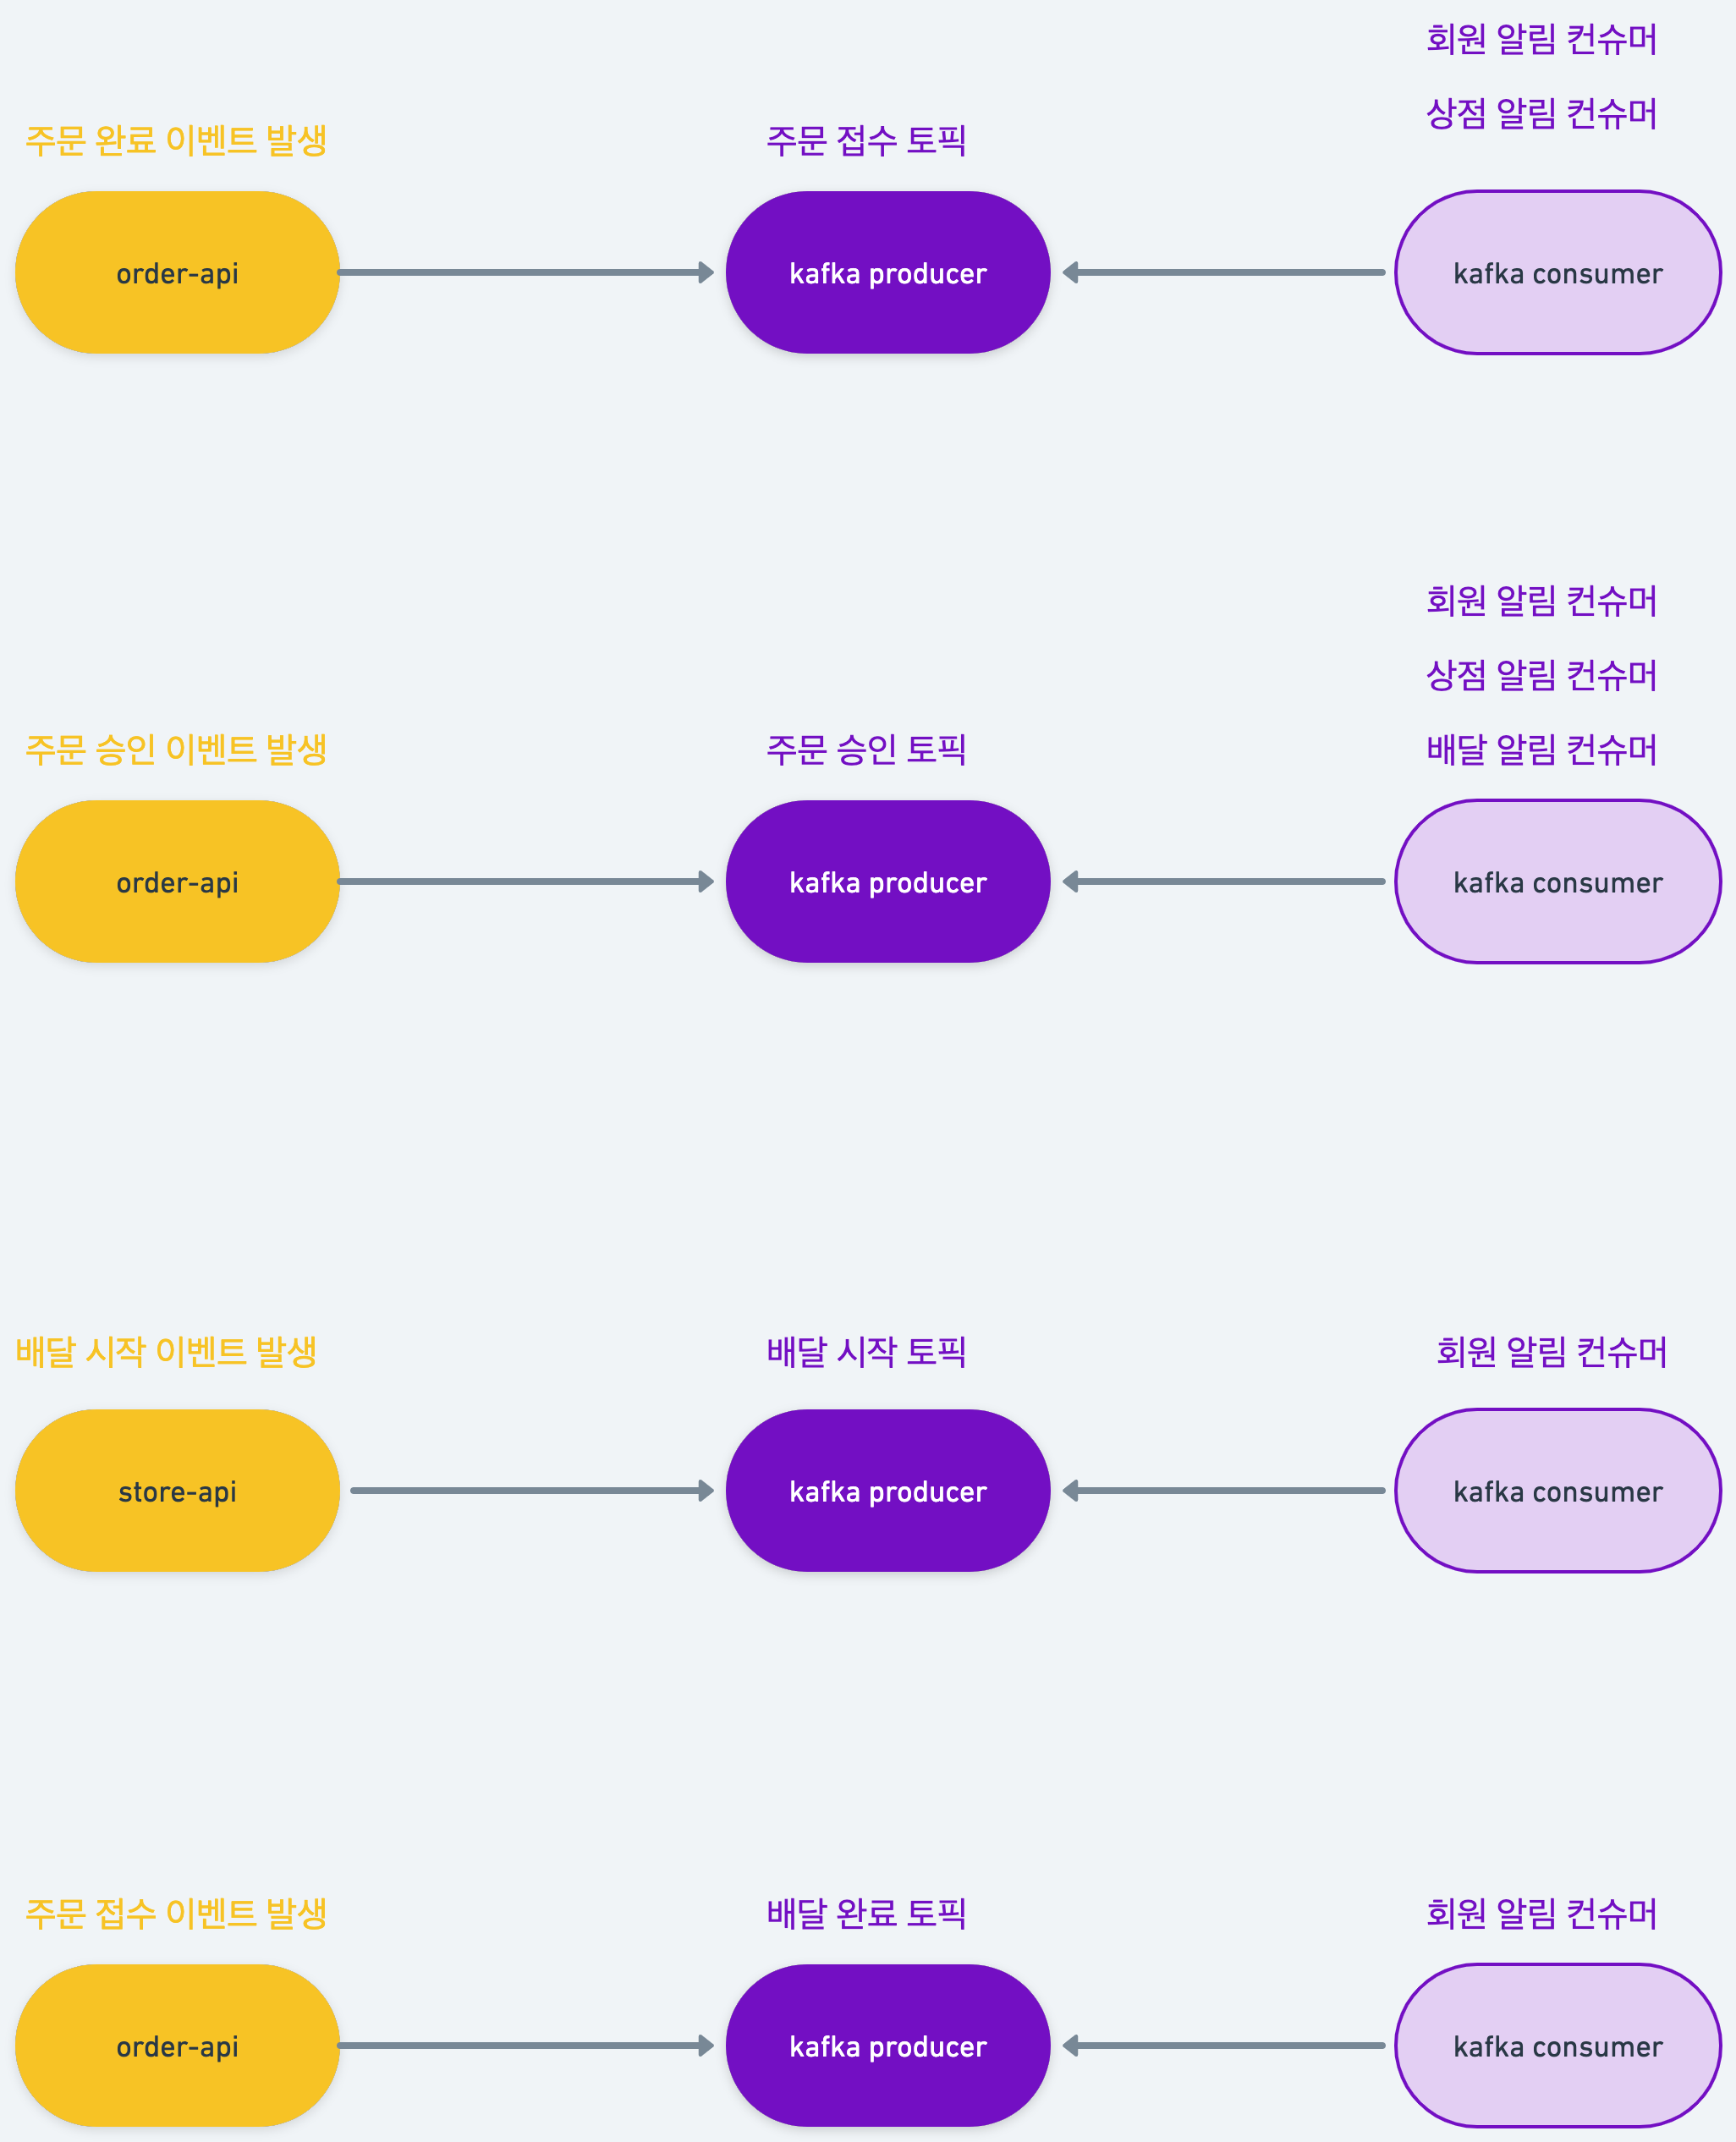 회원 알림 컨슈머
상점 알림 컨슈머
주문 완료 이벤트 발생
주문 접수 토픽
order-api
kafka producer
kafka consumer
회원 알림 컨슈머
상점 알림 컨슈머
주문 승인 이벤트 발생
주문 승인 토픽
배달 알림 컨슈머
order-api
kafka producer
kafka consumer
배달 시작 이벤트 발생
배달 시작 토픽
회원 알림 컨슈머
store-api
kafka producer
kafka consumer
주문 접수 이벤트 발생
배달 완료 토픽
회원 알림 컨슈머
order-api
kafka producer
kafka consumer